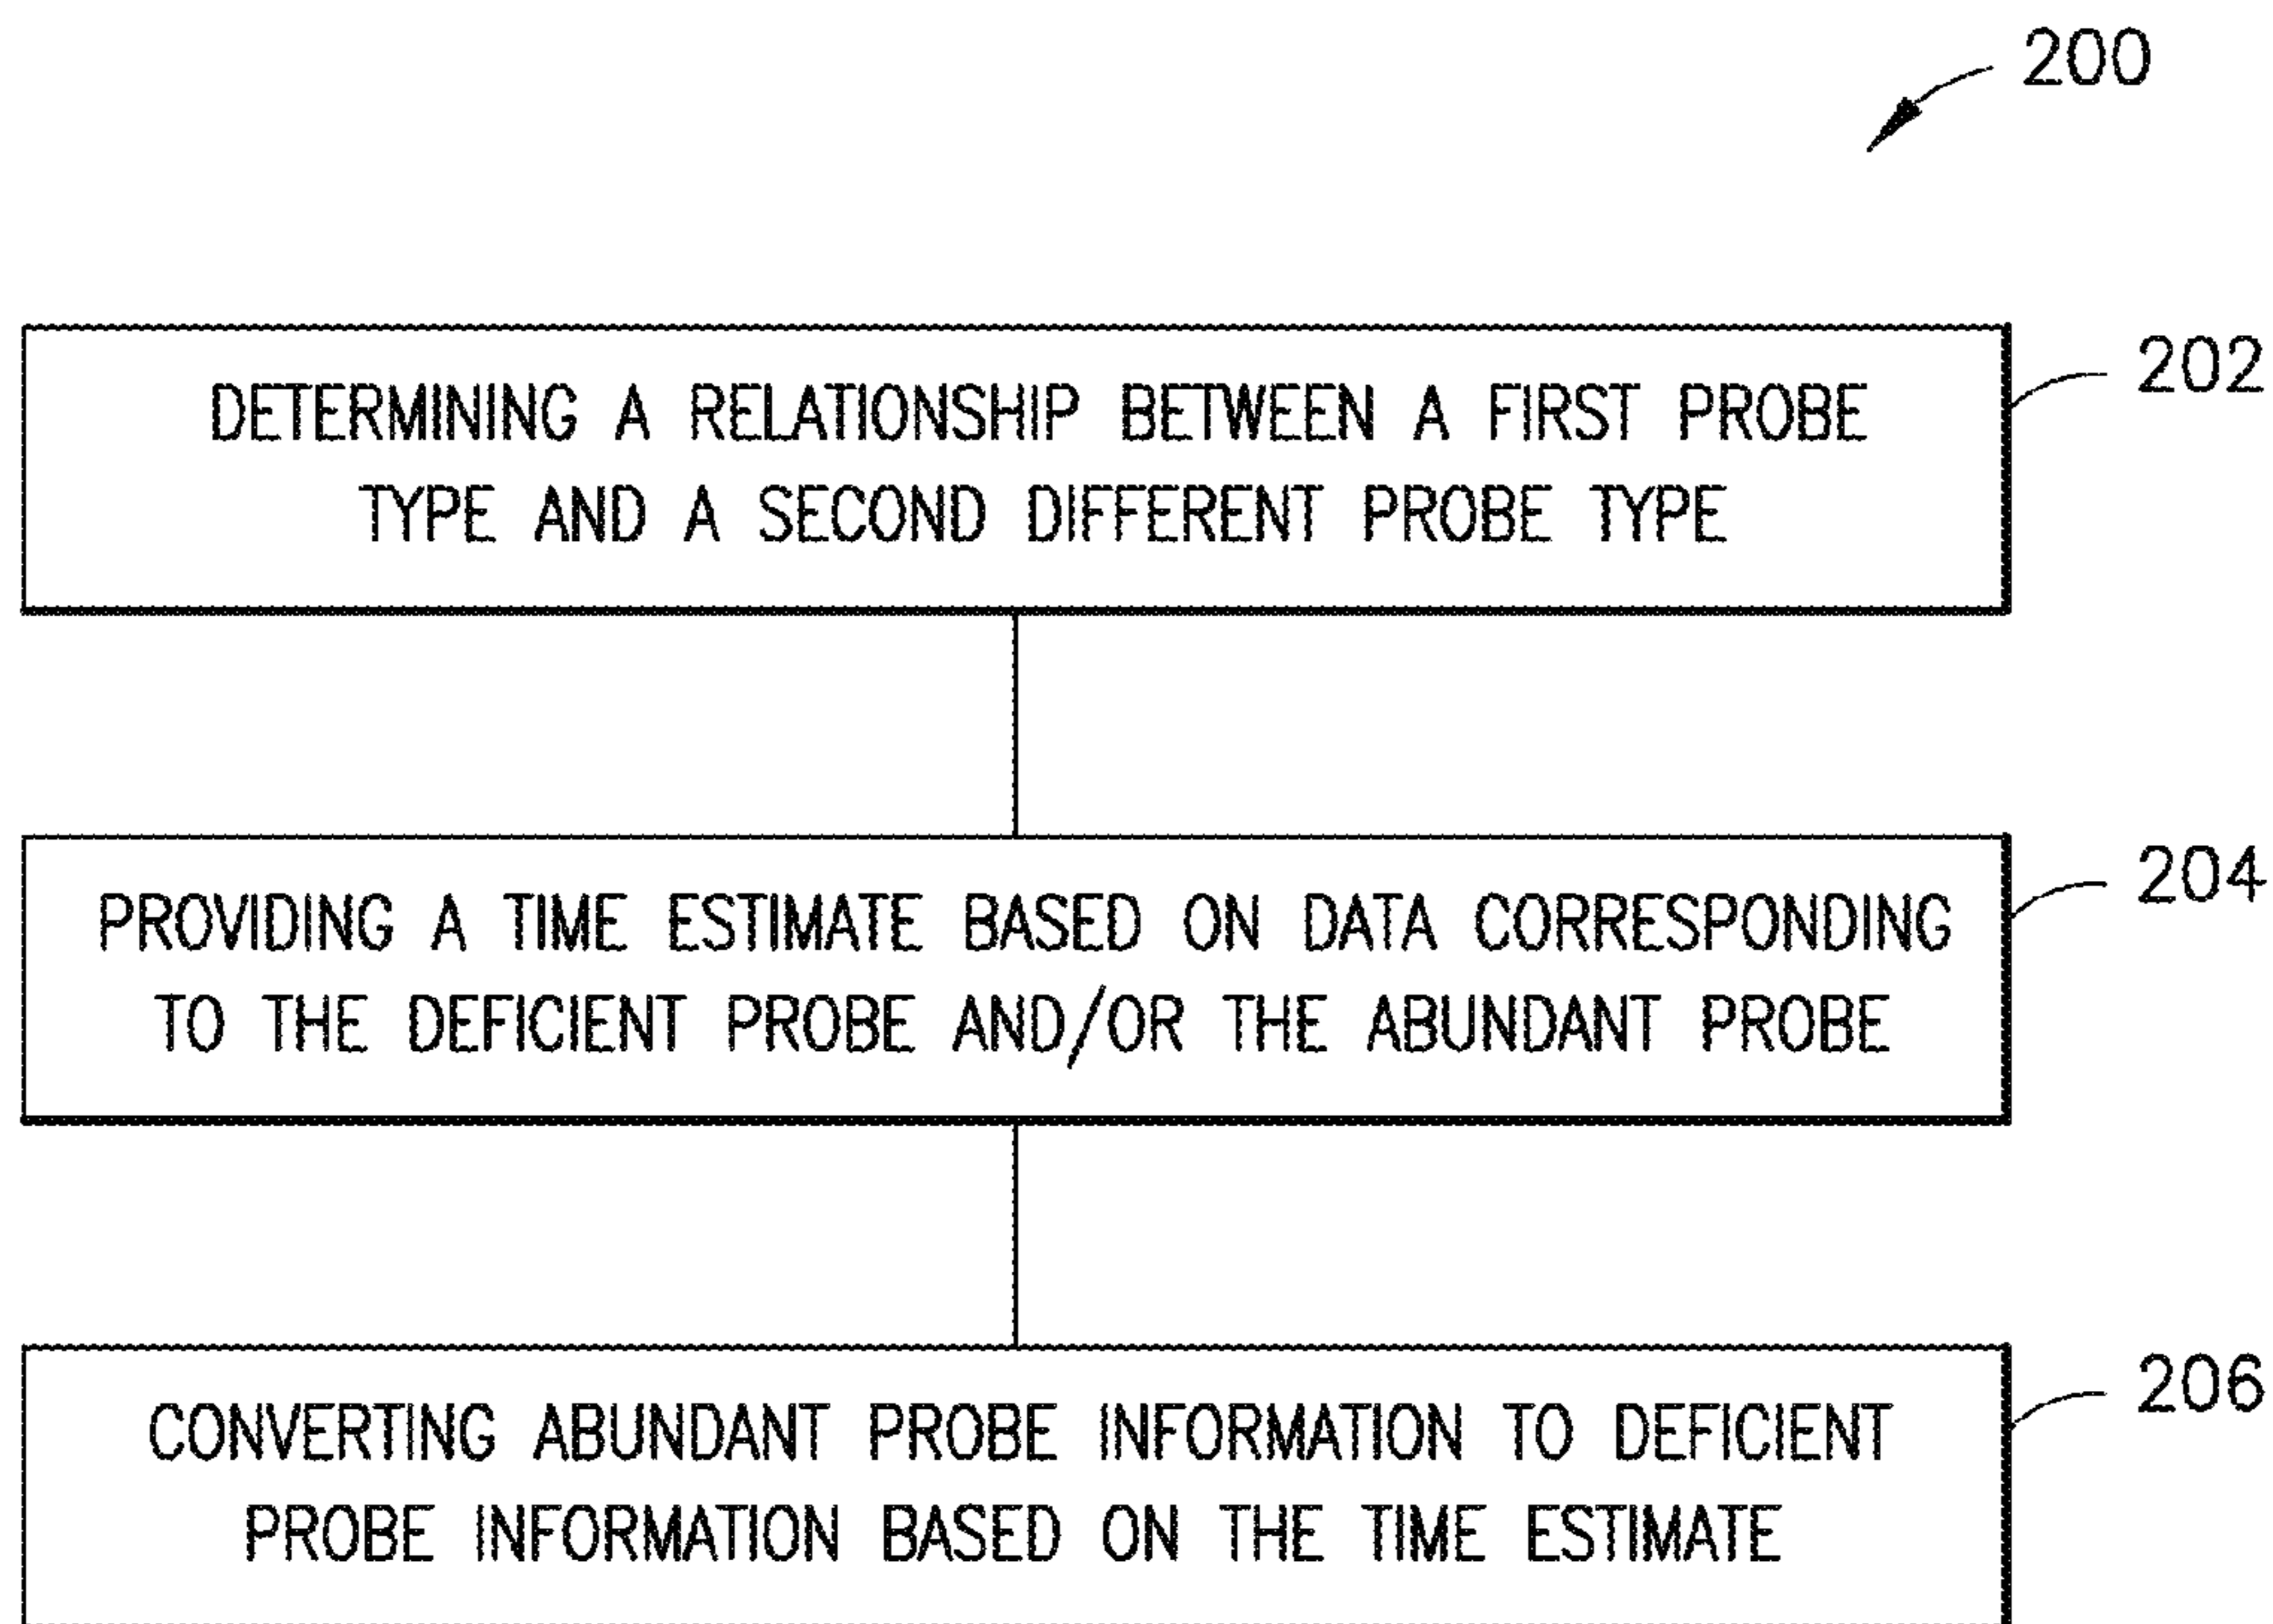 200
DETERMINING A RELATIONSHIP BETWEEN A FIRST PROBE
TYPE AND A SECOND DIFFERENT PROBE TYPE
202
PROVIDING A TIME ESTIMATE BASED ON DATA CORRESPONDING
TO THE DEFICIENT PROBE AND/OR THE ABUNDANT PROBE
204
CONVERTING ABUNDANT PROBE INFORMATION TO DEFICIENT
PROBE INFORMATION BASED ON THE TIME ESTIMATE
206